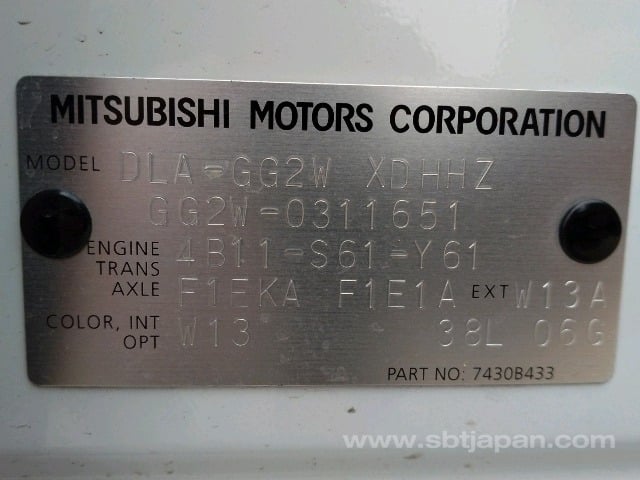 MITSUBISHI MOTORS CORPORATION
MODEL DLA-GG2W XDHHZ
GG2W-0311651
ENGINE 4B11-S61-Y61
TRANS
AXLE F1EKA F1E1A EXT W13A
COLOR, INT W13 38L 06G
OPT
PART NO: 7430B433
www.sbtjapan.com